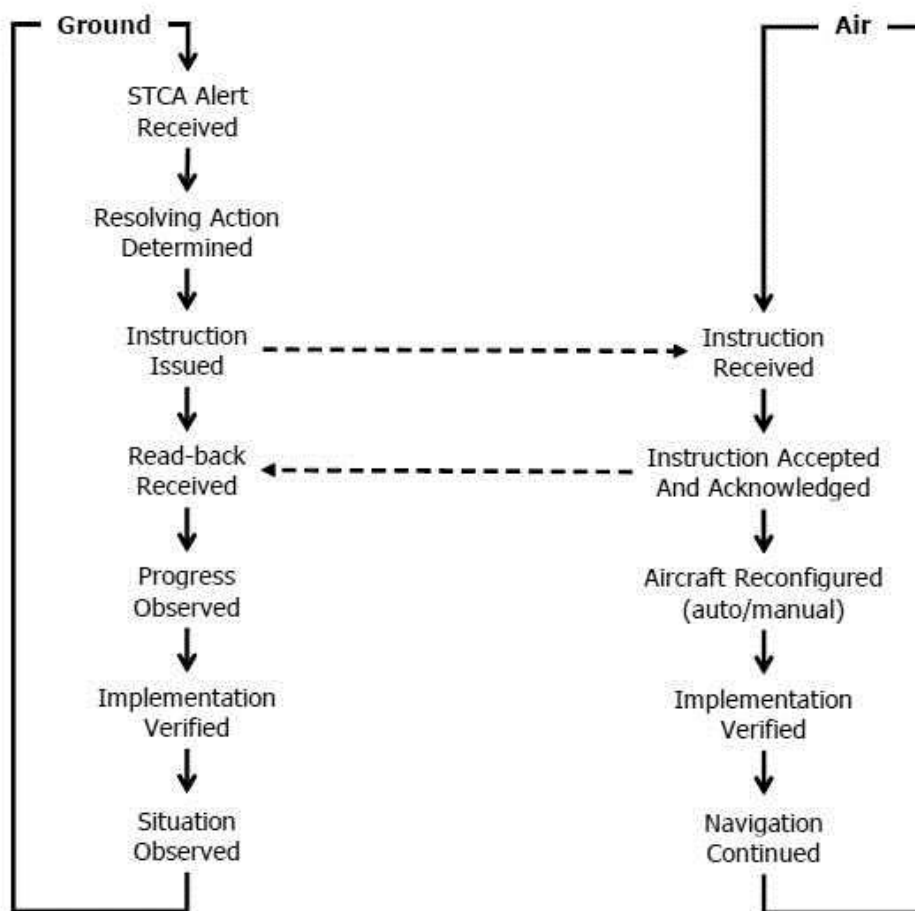 Ground
STCA Alert
Received
Resolving Action
Determined
Instruction
Issued
Read-back
Received
Progress
Observed
Implementation
Verified
Situation
Observed
Air
Instruction
Received
Instruction Accepted
And Acknowledged
Aircraft Reconfigured
(auto/manual)
Implementation
Verified
Navigation
Continued